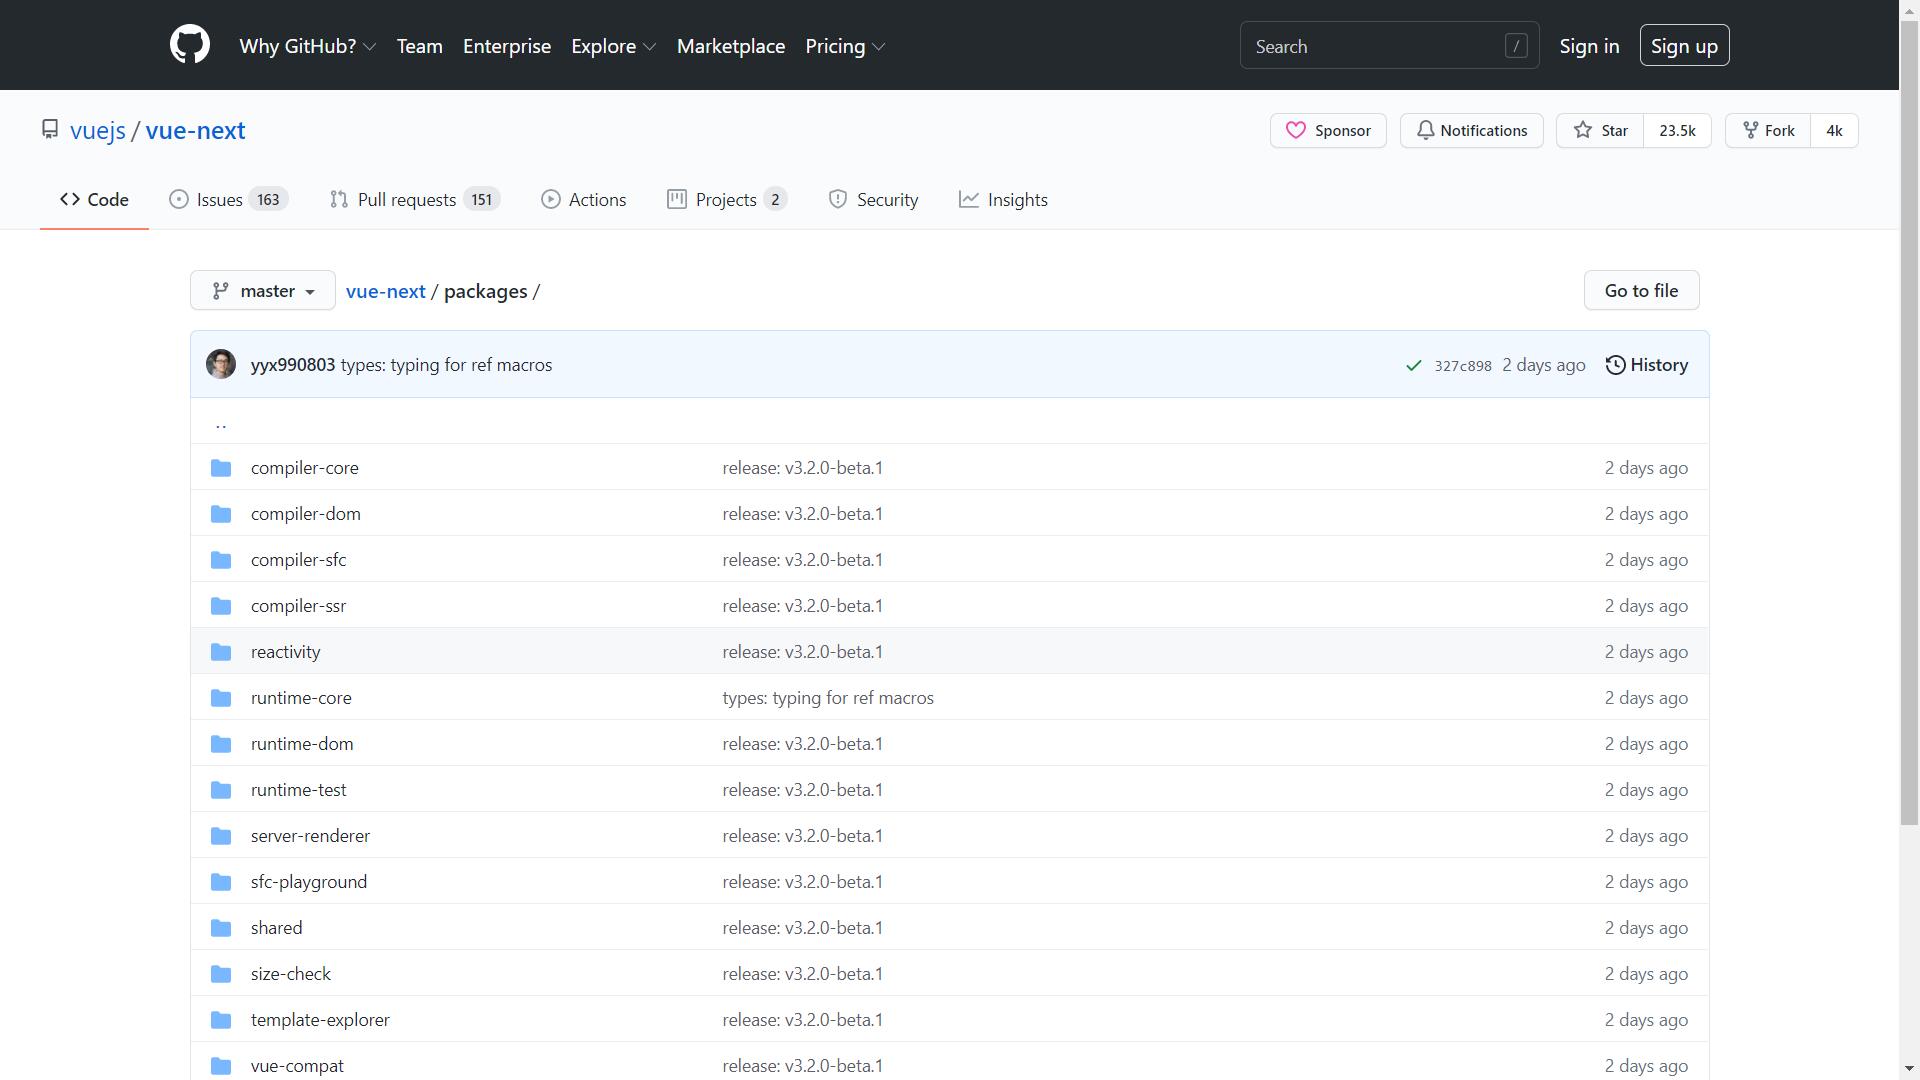 Why GitHub? Team Enterprise Explore Marketplace Pricing Search / Sign in Sign up
vuejs / vue-next Sponsor Notifications Star 23.5k Fork 4k
Code Issues 163 Pull requests 151 Actions Projects 2 Security Insights
master vue-next / packages / Go to file
yyx990803 types: typing for ref macros 327c898 2 days ago History
..
compiler-core release: v3.2.0-beta.1 2 days ago
compiler-dom release: v3.2.0-beta.1 2 days ago
compiler-sfc release: v3.2.0-beta.1 2 days ago
compiler-ssr release: v3.2.0-beta.1 2 days ago
reactivity release: v3.2.0-beta.1 2 days ago
runtime-core types: typing for ref macros 2 days ago
runtime-dom release: v3.2.0-beta.1 2 days ago
runtime-test release: v3.2.0-beta.1 2 days ago
server-renderer release: v3.2.0-beta.1 2 days ago
sfc-playground release: v3.2.0-beta.1 2 days ago
shared release: v3.2.0-beta.1 2 days ago
size-check release: v3.2.0-beta.1 2 days ago
template-explorer release: v3.2.0-beta.1 2 days ago
vue-compat release: v3.2.0-beta.1 2 days ago